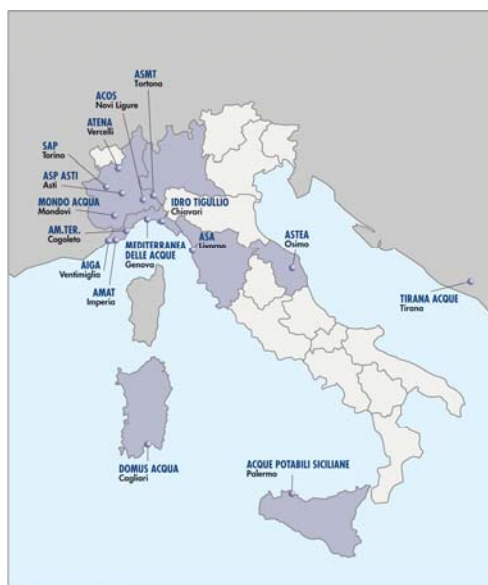 ASMT
Tortona
ACOS
Novi Ligure
ATENA
Vercelli
SAP
Torino
ASP ASTI
Asti
MONDO ACQUA
Mondovì
AM.TER.
Cogoleto
AIGA
Ventimiglia
AMAT
Imperia
MEDITERRANEA
DELLE ACQUE
Genova
IDRO TIGULLIO
Chiavari
ASA
Livorno
ASTEA
Osimo
TIRANA ACQUE
Tirana
DOMUS ACQUA
Cagliari
ACQUE POTABILI SICILIANE
Palermo